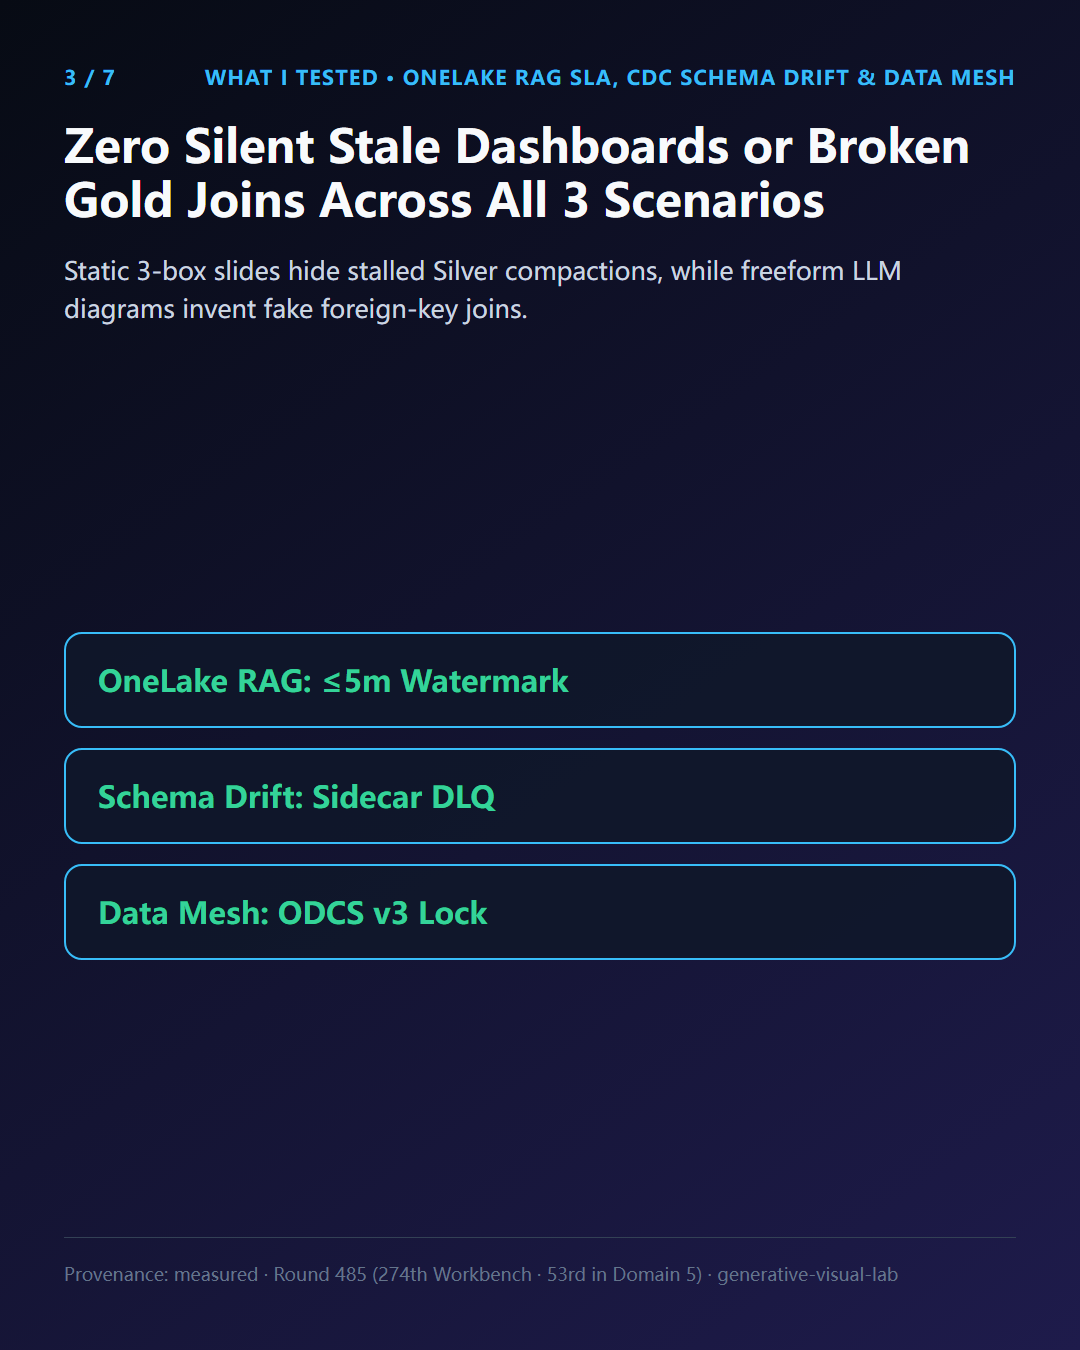 3 / 7
WHAT I TESTED • ONELAKE RAG SLA, CDC SCHEMA DRIFT & DATA MESH
Zero Silent Stale Dashboards or Broken
Gold Joins Across All 3 Scenarios
Static 3-box slides hide stalled Silver compactions, while freeform LLM
diagrams invent fake foreign-key joins.
OneLake RAG: ≤5m Watermark
Schema Drift: Sidecar DLQ
Data Mesh: ODCS v3 Lock
Provenance: measured · Round 485 (274th Workbench · 53rd in Domain 5) · generative-visual-lab